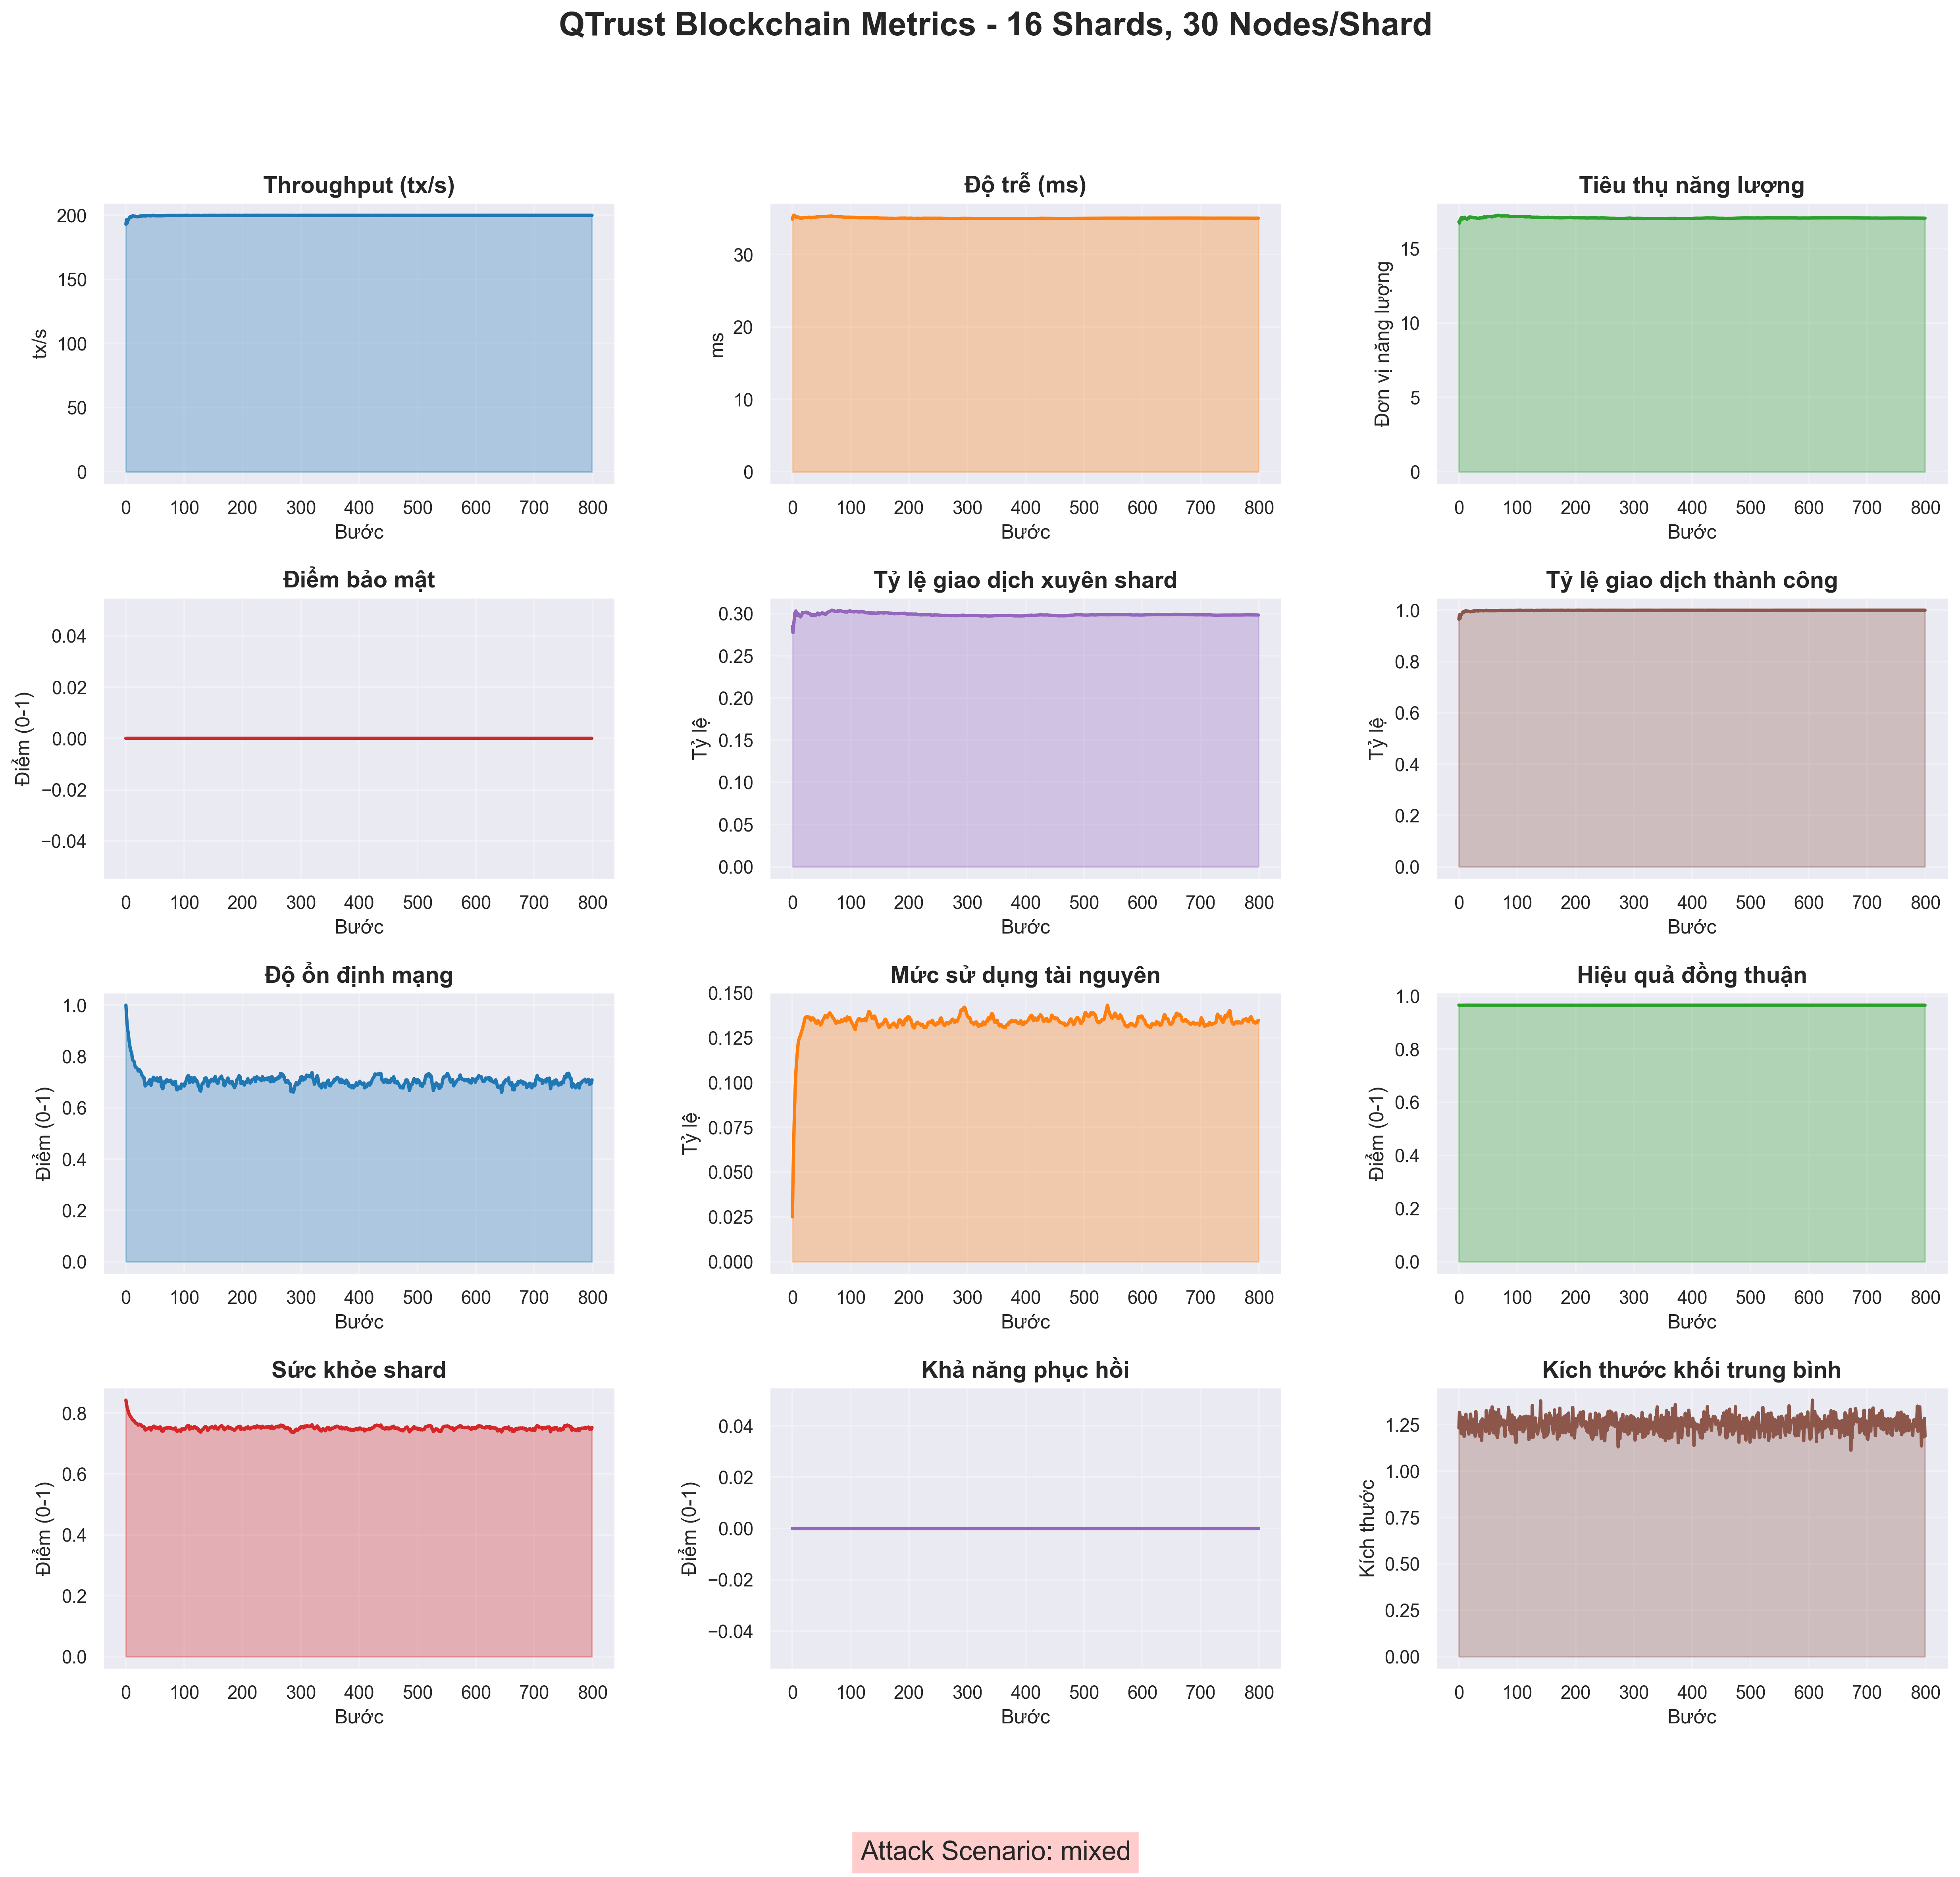 QTrust Blockchain Metrics - 16 Shards, 30 Nodes/Shard
Throughput (tx/s)
tx/s
200
150
100
50
0
0 100 200 300 400 500 600 700 800
Bước
Độ trễ (ms)
ms
30
20
10
0
0 100 200 300 400 500 600 700 800
Bước
Tiêu thụ năng lượng
Đơn vị năng lượng
15
10
5
0
0 100 200 300 400 500 600 700 800
Bước
Điểm bảo mật
Điểm (0-1)
0.04
0.02
0.00
−0.02
−0.04
0 100 200 300 400 500 600 700 800
Bước
Tỷ lệ giao dịch xuyên shard
Tỷ lệ
0.30
0.25
0.20
0.15
0.10
0.05
0.00
0 100 200 300 400 500 600 700 800
Bước
Tỷ lệ giao dịch thành công
Tỷ lệ
1.0
0.8
0.6
0.4
0.2
0.0
0 100 200 300 400 500 600 700 800
Bước
Độ ổn định mạng
Điểm (0-1)
1.0
0.8
0.6
0.4
0.2
0.0
0 100 200 300 400 500 600 700 800
Bước
Mức sử dụng tài nguyên
Tỷ lệ
0.150
0.125
0.100
0.075
0.050
0.025
0.000
0 100 200 300 400 500 600 700 800
Bước
Hiệu quả đồng thuận
Điểm (0-1)
1.0
0.8
0.6
0.4
0.2
0.0
0 100 200 300 400 500 600 700 800
Bước
Sức khỏe shard
Điểm (0-1)
0.8
0.6
0.4
0.2
0.0
0 100 200 300 400 500 600 700 800
Bước
Khả năng phục hồi
Điểm (0-1)
0.04
0.02
0.00
−0.02
−0.04
0 100 200 300 400 500 600 700 800
Bước
Kích thước khối trung bình
Kích thước
1.25
1.00
0.75
0.50
0.25
0.00
0 100 200 300 400 500 600 700 800
Bước
Attack Scenario: mixed